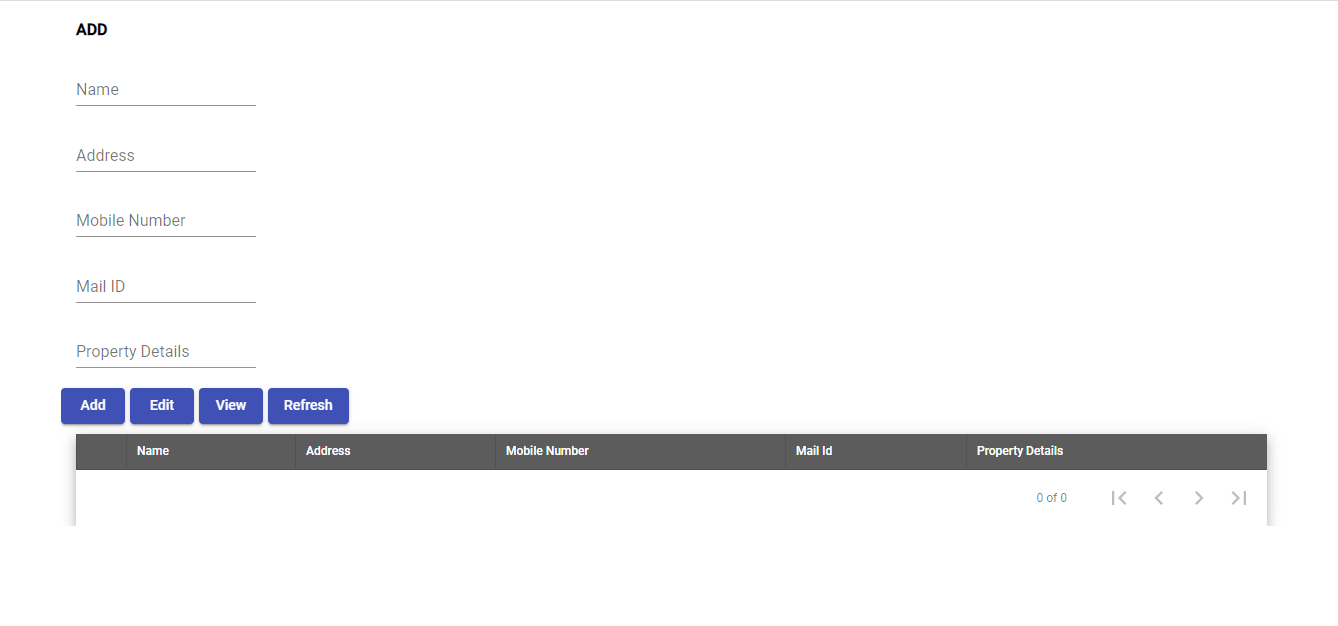 ADD
Name
Address
Mobile Number
Mail ID
Property Details
Add Edit View Refresh
Name Address Mobile Number Mail Id Property Details
0 of 0